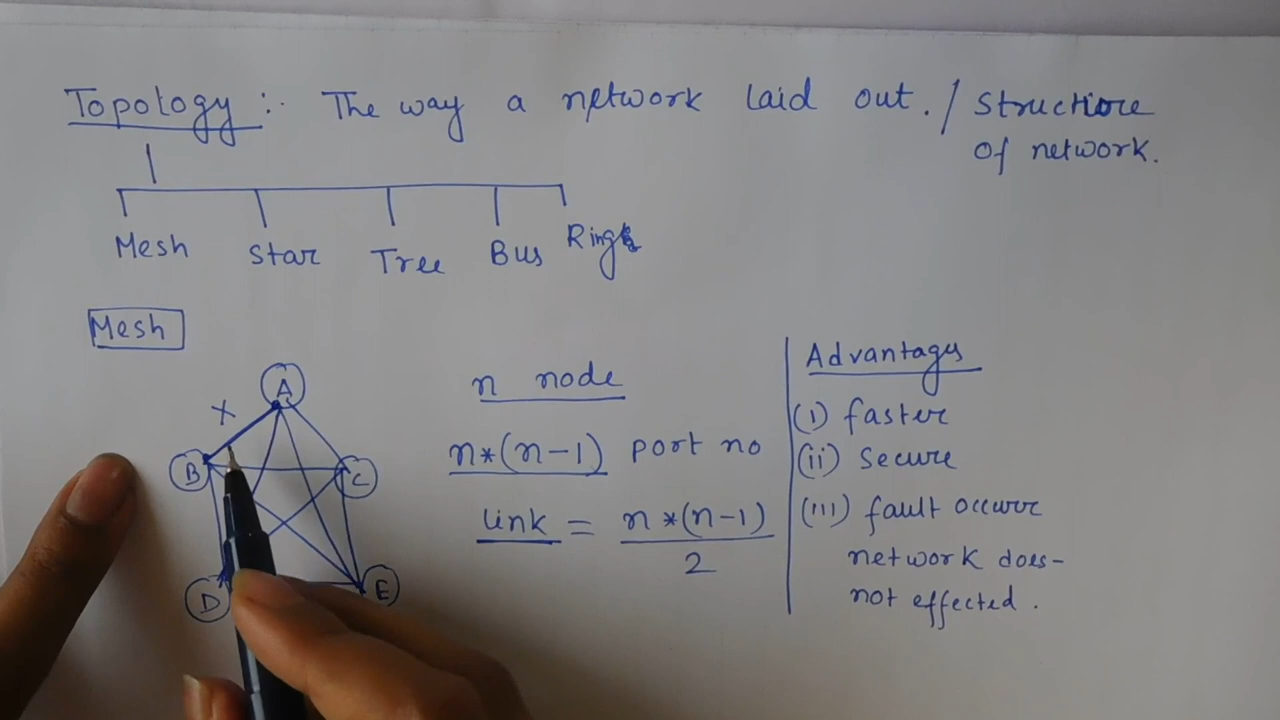 Topology :- The way a network laid out. / Structure
of network.
Mesh Star Tree Bus Ring
Mesh
A
X
B
C
D
E
n node
n*(n-1) port no
link = n*(n-1)
2
Advantages
(i) faster
(ii) Secure
(iii) fault occurr
network does-
not effected.